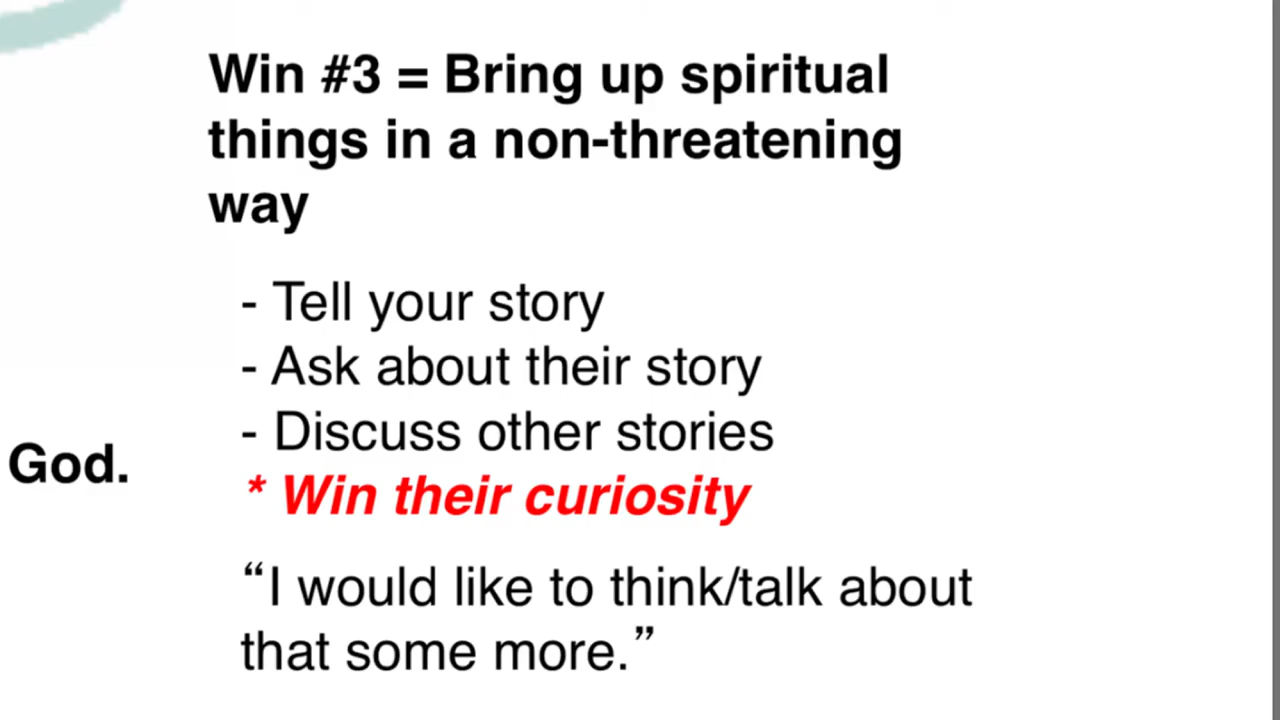 Win #3 = Bring up spiritual
things in a non-threatening
way
- Tell your story
- Ask about their story
- Discuss other stories
God.
* Win their curiosity
“I would like to think/talk about
that some more.”